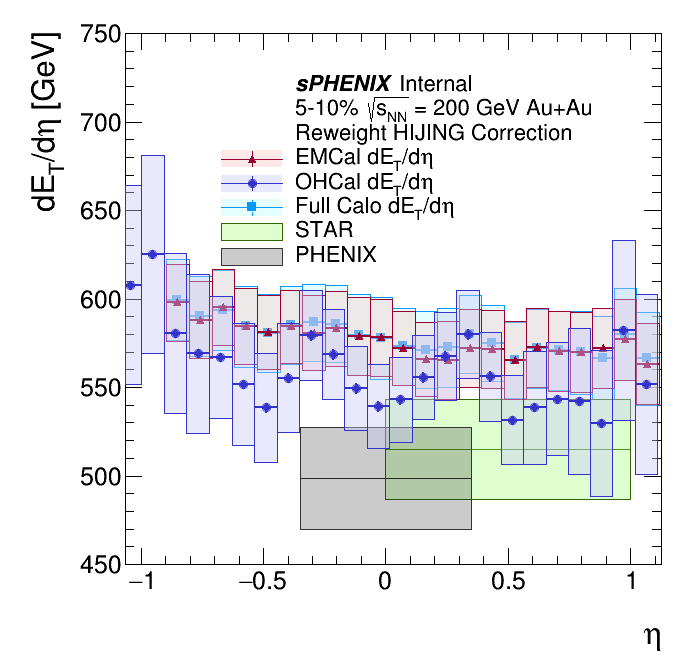 dE_T/dη [GeV]
750
700
650
600
550
500
450
sPHENIX Internal
5-10% √s_NN = 200 GeV Au+Au
Reweight HIJING Correction
EMCal dE_T/dη
OHCal dE_T/dη
Full Calo dE_T/dη
STAR
PHENIX
−1
−0.5
0
0.5
1
η